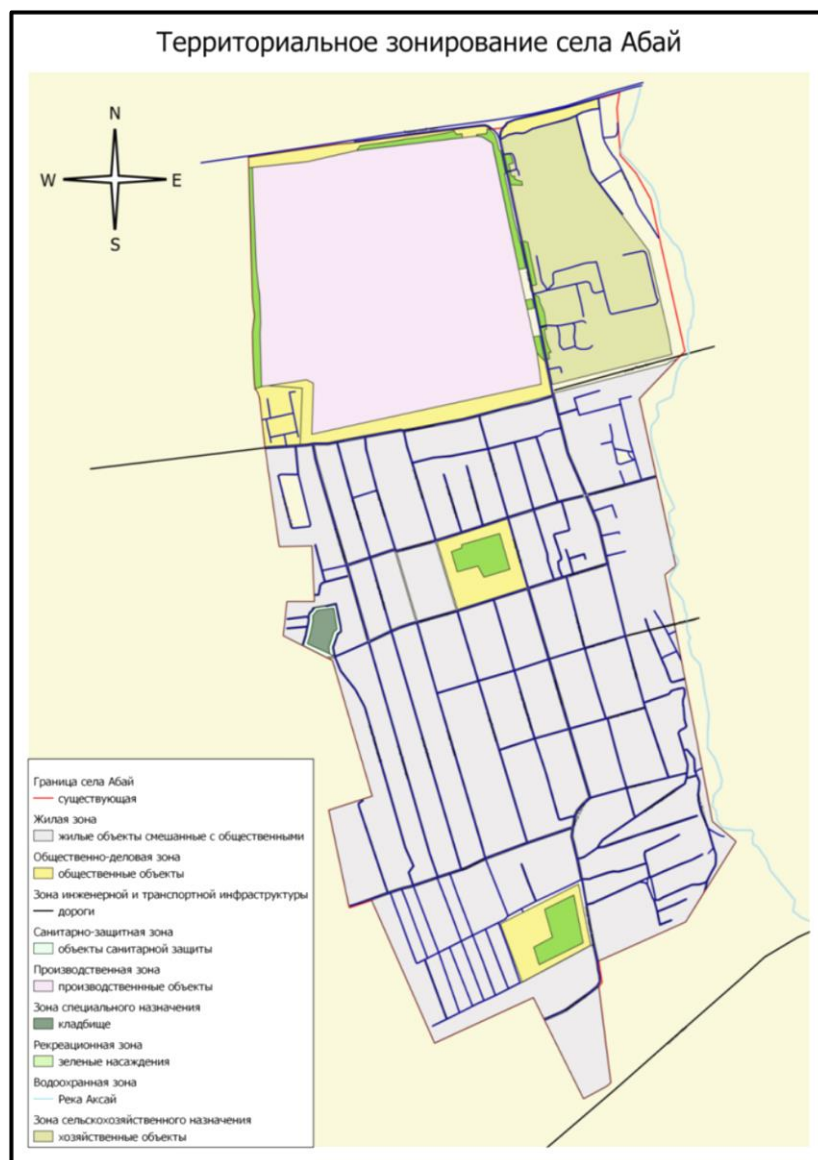 Территориальное зонирование села Абай
N
W E
S
Граница села Абай
существующая
Жилая зона
жилые объекты смешанные с общественными
Общественно-деловая зона
общественные объекты
Зона инженерной и транспортной инфраструктуры
дороги
Санитарно-защитная зона
объекты санитарной защиты
Производственная зона
производственнные объекты
Зона специального назначения
кладбище
Рекреационная зона
зеленые насаждения
Водоохранная зона
Река Аксай
Зона сельскохозяйственного назначения
хозяйственные объекты